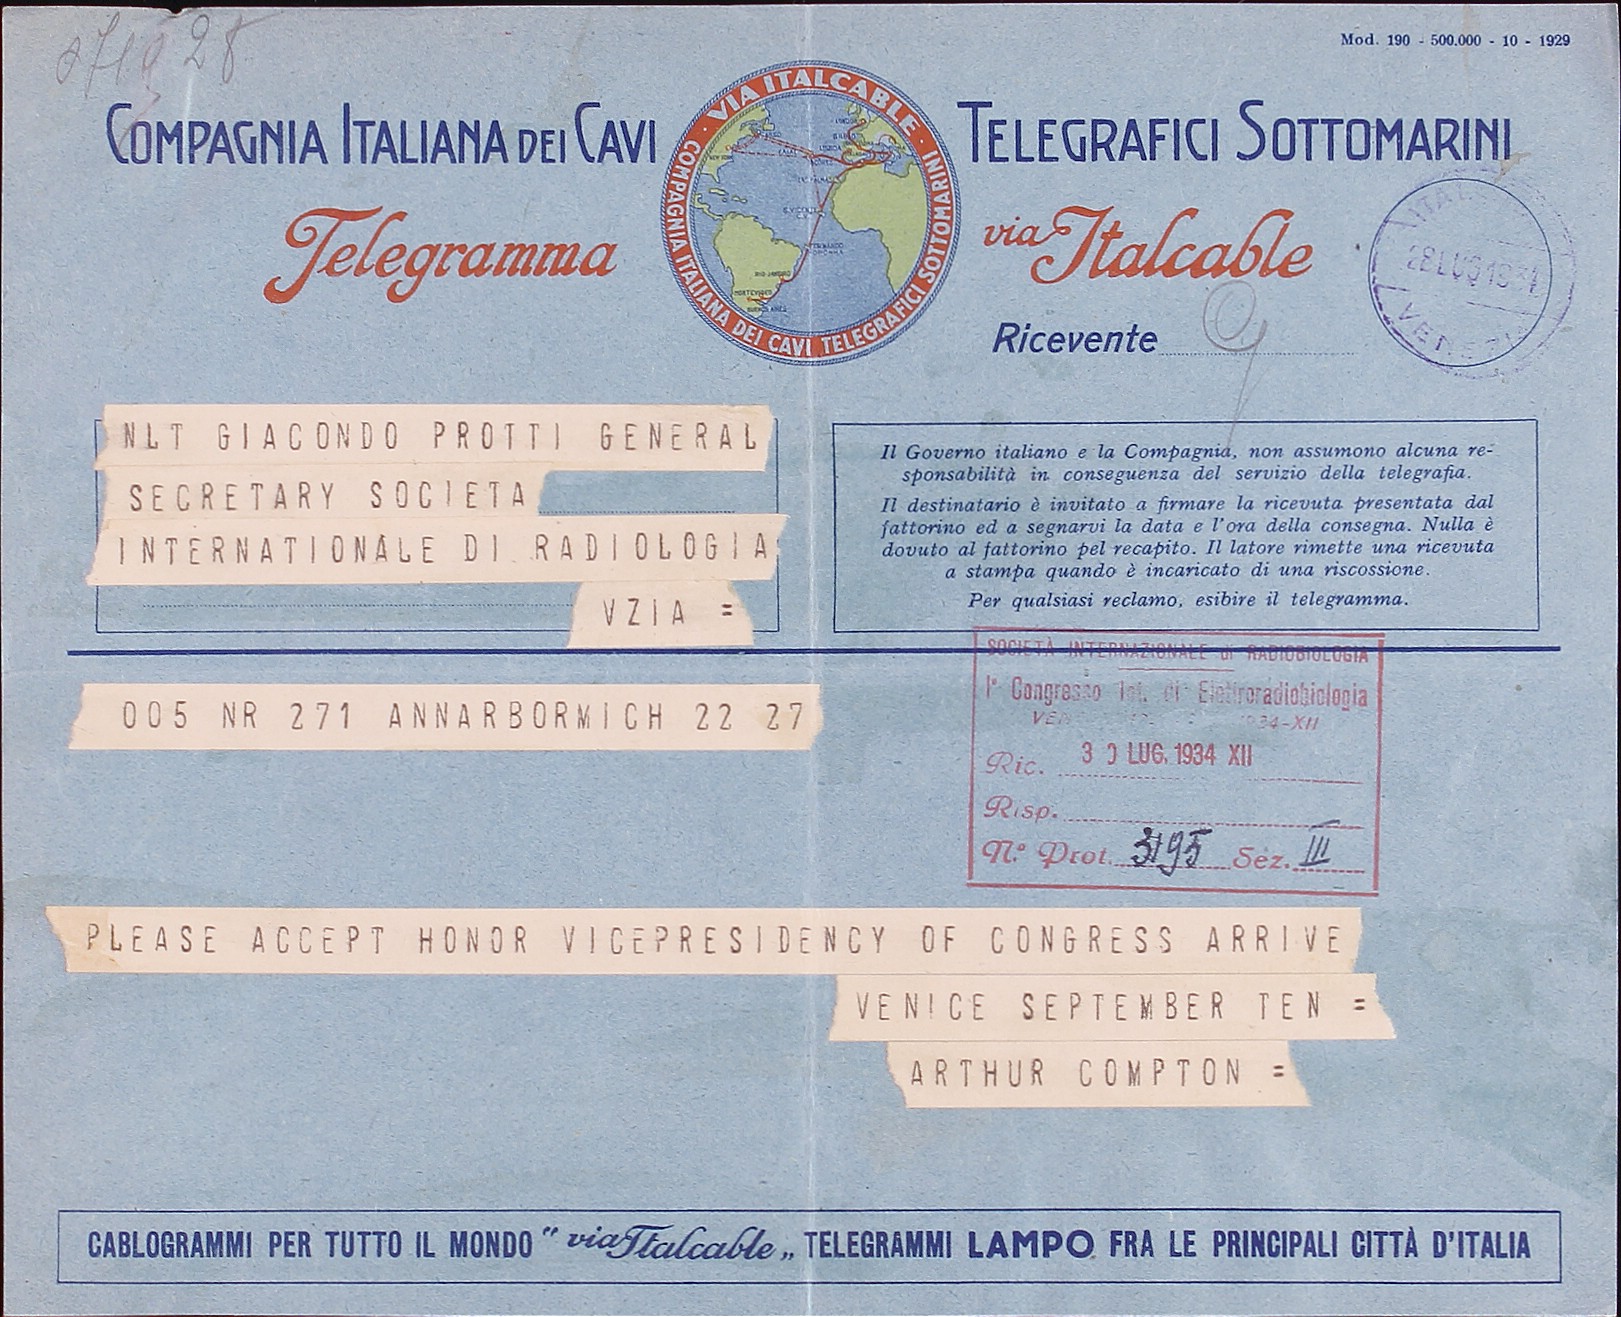 Mod. 190 - 500.000 - 10 - 1929
COMPAGNIA ITALIANA DEI CAVI TELEGRAFICI SOTTOMARINI
· VIA ITALCABLE ·
COMPAGNIA ITALIANA DEI CAVI TELEGRAFICI SOTTOMARINI
Telegramma via Italcable
Ricevente
28 LUG 1934
NLT GIACONDO PROTTI GENERAL
SECRETARY SOCIETA
INTERNATIONALE DI RADIOLOGIA
VZIA =
Il Governo italiano e la Compagnia, non assumono alcuna re-
sponsabilità in conseguenza del servizio della telegrafia.
Il destinatario è invitato a firmare la ricevuta presentata dal
fattorino ed a segnarvi la data e l'ora della consegna. Nulla è
dovuto al fattorino pel recapito. Il latore rimette una ricevuta
a stampa quando è incaricato di una riscossione.
Per qualsiasi reclamo, esibire il telegramma.
SOCIETÀ INTERNAZIONALE di RADIOBIOLOGIA
I° Congresso Int. di Elettroradiobiologia
1934-XII
Ric. 30 LUG. 1934 XII
Risp.
N.° Prot. 3195 Sez. III
005 NR 271 ANNARBORMICH 22 27
PLEASE ACCEPT HONOR VICEPRESIDENCY OF CONGRESS ARRIVE
VENICE SEPTEMBER TEN =
ARTHUR COMPTON =
CABLOGRAMMI PER TUTTO IL MONDO "via Italcable" TELEGRAMMI LAMPO FRA LE PRINCIPALI CITTÀ D'ITALIA